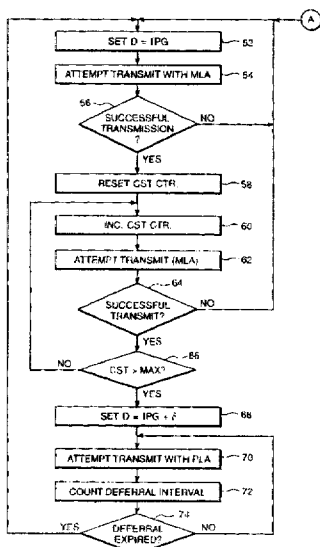 A
SET D = IPG
52
ATTEMPT TRANSMIT WITH MLA
54
56
SUCCESSFUL
TRANSMISSION
?
NO
YES
RESET CST CTR.
58
INC. CST CTR.
60
ATTEMPT TRANSMIT (MLA)
62
64
SUCCESSFUL
TRANSMIT?
NO
YES
66
CST > MAX?
NO
YES
SET D = IPG +
68
ATTEMPT TRANSMIT WITH PLA
70
COUNT DEFERRAL INTERVAL
72
74
DEFERRAL
EXPIRED?
YES
NO